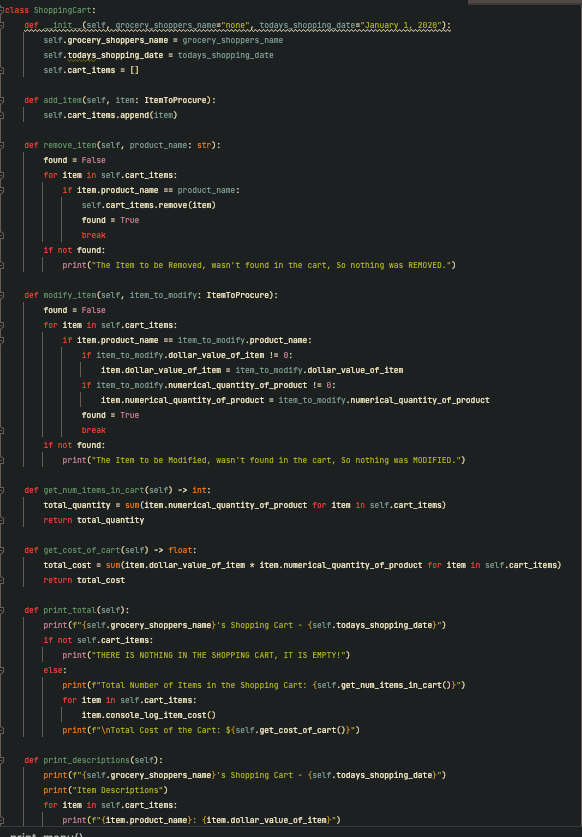 class ShoppingCart:
    def __init__(self, grocery_shoppers_name="none", todays_shopping_date="January 1, 2020"):
        self.grocery_shoppers_name = grocery_shoppers_name
        self.todays_shopping_date = todays_shopping_date
        self.cart_items = []
    def add_item(self, item: ItemToProcure):
        self.cart_items.append(item)
    def remove_item(self, product_name: str):
        found = False
        for item in self.cart_items:
            if item.product_name == product_name:
                self.cart_items.remove(item)
                found = True
                break
        if not found:
            print("The Item to be Removed, wasn't found in the cart, So nothing was REMOVED.")
    def modify_item(self, item_to_modify: ItemToProcure):
        found = False
        for item in self.cart_items:
            if item.product_name == item_to_modify.product_name:
                if item_to_modify.dollar_value_of_item != 0:
                    item.dollar_value_of_item = item_to_modify.dollar_value_of_item
                if item_to_modify.numerical_quantity_of_product != 0:
                    item.numerical_quantity_of_product = item_to_modify.numerical_quantity_of_product
                found = True
                break
        if not found:
            print("The Item to be Modified, wasn't found in the cart, So nothing was MODIFIED.")
    def get_num_items_in_cart(self) -> int:
        total_quantity = sum(item.numerical_quantity_of_product for item in self.cart_items)
        return total_quantity
    def get_cost_of_cart(self) -> float:
        total_cost = sum(item.dollar_value_of_item * item.numerical_quantity_of_product for item in self.cart_items)
        return total_cost
    def print_total(self):
        print(f"{self.grocery_shoppers_name}'s Shopping Cart - {self.todays_shopping_date}")
        if not self.cart_items:
            print("THERE IS NOTHING IN THE SHOPPING CART, IT IS EMPTY!")
        else:
            print(f"Total Number of Items in the Shopping Cart: {self.get_num_items_in_cart()}")
            for item in self.cart_items:
                item.console_log_item_cost()
            print(f"\nTotal Cost of the Cart: ${self.get_cost_of_cart()}")
    def print_descriptions(self):
        print(f"{self.grocery_shoppers_name}'s Shopping Cart - {self.todays_shopping_date}")
        print("Item Descriptions")
        for item in self.cart_items:
            print(f"{item.product_name}: {item.dollar_value_of_item}")
print_menu()